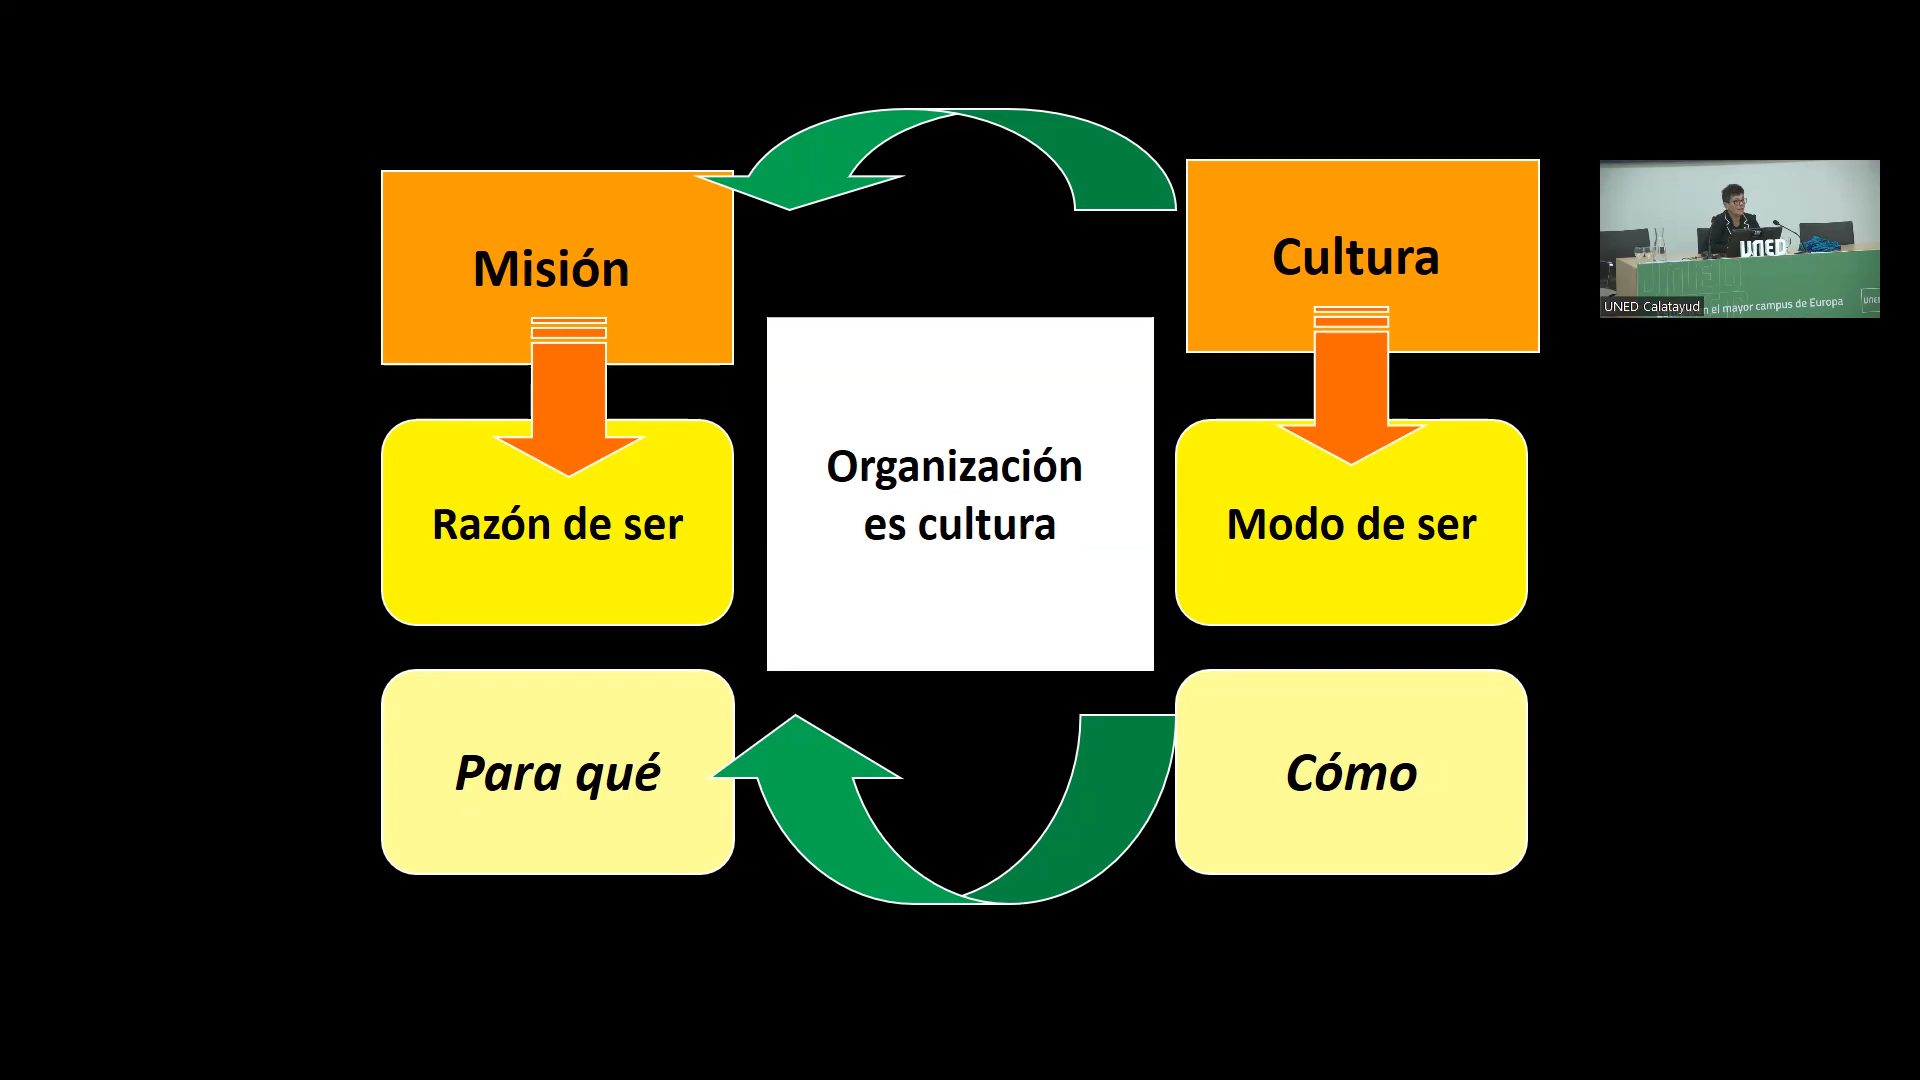 Misión
Cultura
Organización
es cultura
Razón de ser
Modo de ser
Para qué
Cómo
UNED
UNED Calatayud
n el mayor campus de Europa